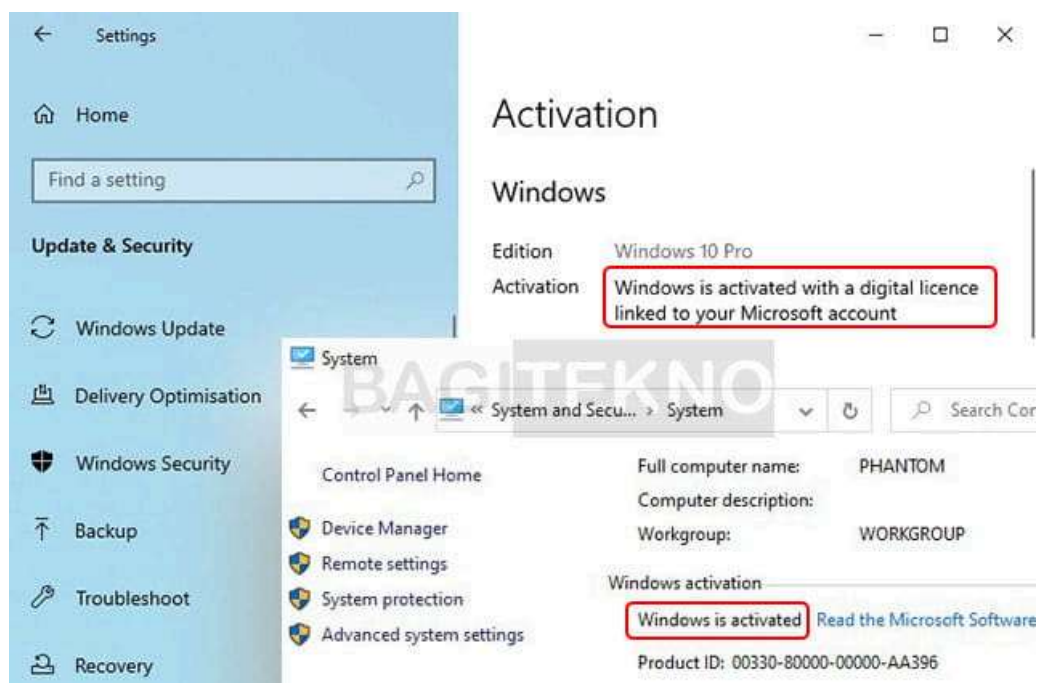 Settings
Home
Find a setting
Update & Security
Windows Update
Delivery Optimisation
Windows Security
Backup
Troubleshoot
Recovery
Activation
Windows
Edition Windows 10 Pro
Activation Windows is activated with a digital licence
linked to your Microsoft account
System
BAGITEKNO
« System and Secu... › System
Search Con
Control Panel Home
Device Manager
Remote settings
System protection
Advanced system settings
Full computer name: PHANTOM
Computer description:
Workgroup: WORKGROUP
Windows activation
Windows is activated Read the Microsoft Software
Product ID: 00330-80000-00000-AA396